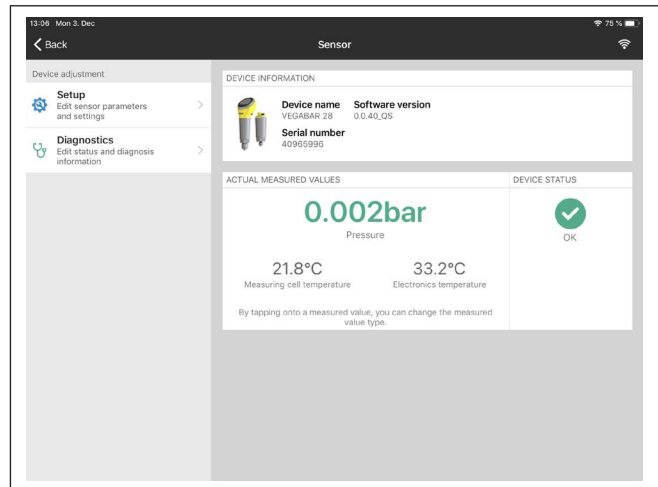 13:06 Mon 3. Dec
75 %
Back
Sensor
Device adjustment
Setup
Edit sensor parameters
and settings
Diagnostics
Edit status and diagnosis
information
DEVICE INFORMATION
Device name Software version
VEGABAR 28 0.0.40_QS
Serial number
40965996
ACTUAL MEASURED VALUES
DEVICE STATUS
0.002bar
Pressure
OK
21.8°C 33.2°C
Measuring cell temperature Electronics temperature
By tapping onto a measured value, you can change the measured
value type.